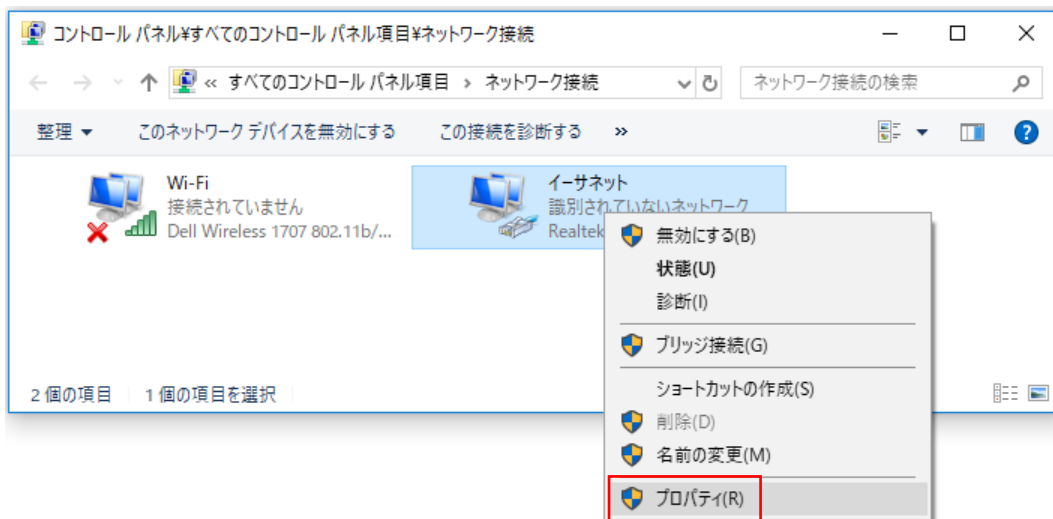 コントロール パネル¥すべてのコントロール パネル項目¥ネットワーク接続
« すべてのコントロール パネル項目 › ネットワーク接続
ネットワーク接続の検索
整理 このネットワーク デバイスを無効にする この接続を診断する »
Wi-Fi
接続されていません
Dell Wireless 1707 802.11b/...
イーサネット
識別されていないネットワーク
Realtek
無効にする(B)
状態(U)
診断(I)
ブリッジ接続(G)
ショートカットの作成(S)
削除(D)
名前の変更(M)
プロパティ(R)
2 個の項目 1 個の項目を選択